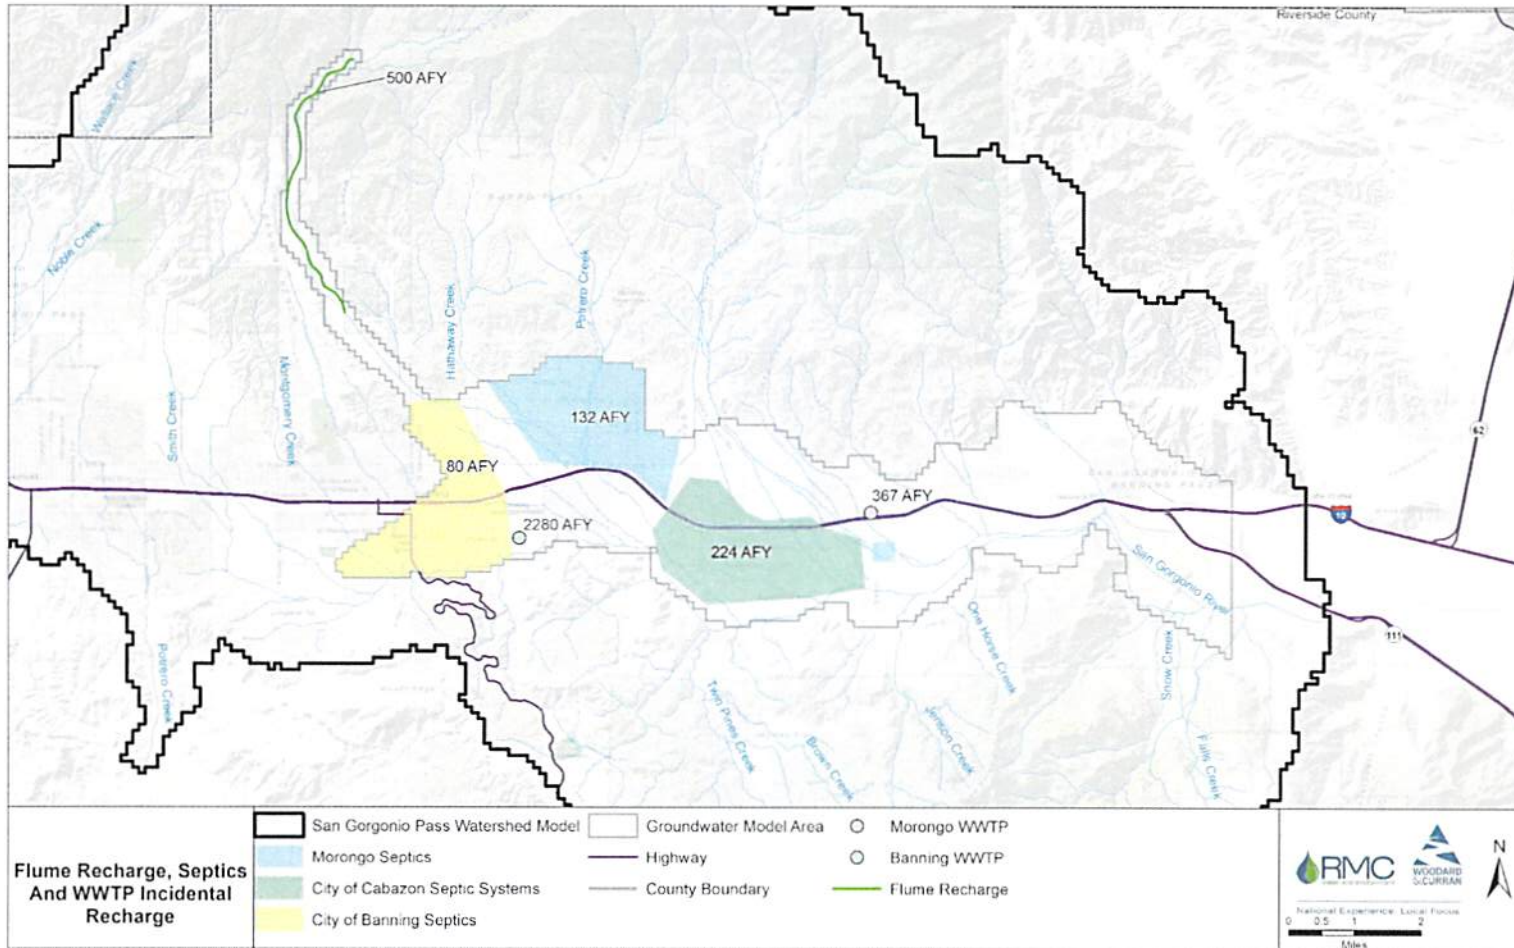 Riverside County
500 AFY
Wallace Creek
Noble Creek
Hathaway Creek
Potrero Creek
Smith Creek
Montgomery Creek
132 AFY
80 AFY
62
367 AFY
2280 AFY
10
224 AFY
San Gorgonio River
111
One Horse Creek
Snow Creek
Potrero Creek
Twin Pines Creek
Brown Creek
Jenson Creek
Falls Creek
Flume Recharge, Septics
And WWTP Incidental
Recharge
San Gorgonio Pass Watershed Model
Morongo Septics
City of Cabazon Septic Systems
City of Banning Septics
Groundwater Model Area
Highway
County Boundary
Morongo WWTP
Banning WWTP
Flume Recharge
RMC
WOODARD
&CURRAN
National Experience. Local Focus
N
0 0.5 1 2
Miles